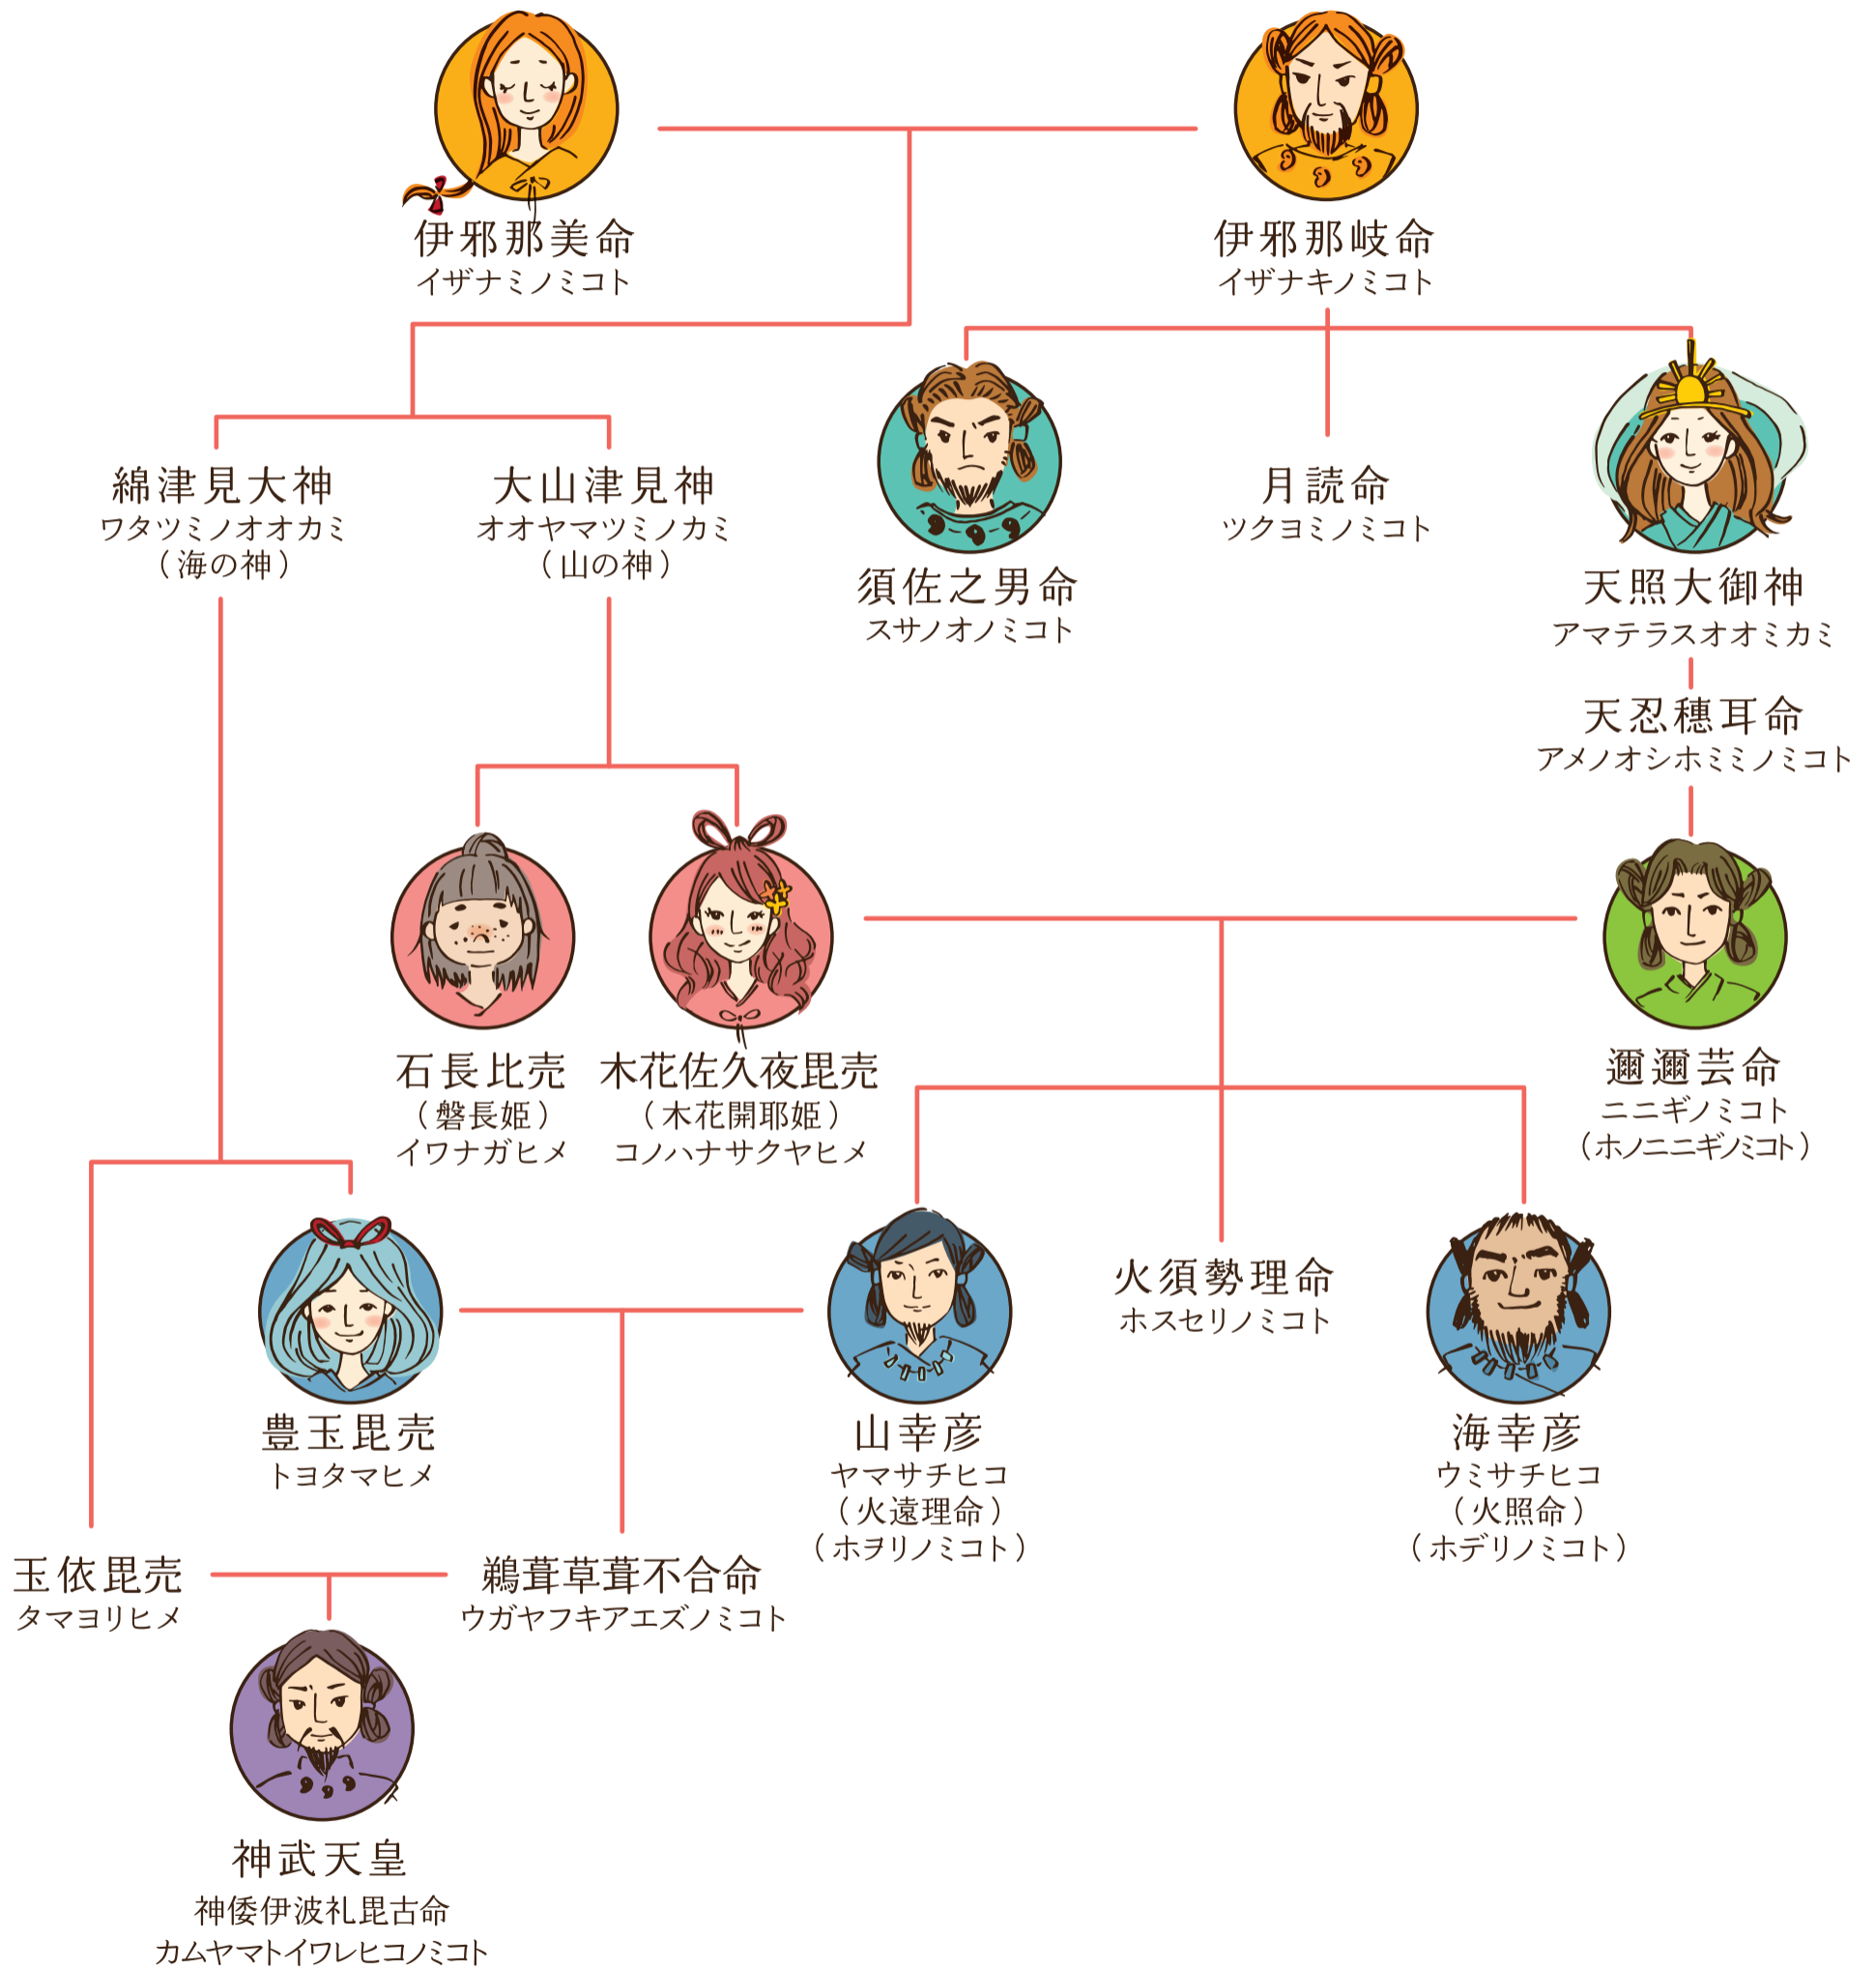 伊邪那美命
イザナミノミコト
伊邪那岐命
イザナキノミコト
綿津見大神
ワタツミノオオカミ
（海の神）
大山津見神
オオヤマツミノカミ
（山の神）
須佐之男命
スサノオノミコト
月読命
ツクヨミノミコト
天照大御神
アマテラスオオミカミ
天忍穂耳命
アメノオシホミミノミコト
石長比売
（磐長姫）
イワナガヒメ
木花佐久夜毘売
（木花開耶姫）
コノハナサクヤヒメ
邇邇芸命
ニニギノミコト
（ホノニニギノミコト）
豊玉毘売
トヨタマヒメ
山幸彦
ヤマサチヒコ
（火遠理命）
（ホヲリノミコト）
火須勢理命
ホスセリノミコト
海幸彦
ウミサチヒコ
（火照命）
（ホデリノミコト）
玉依毘売
タマヨリヒメ
鵜葺草葺不合命
ウガヤフキアエズノミコト
神武天皇
神倭伊波礼毘古命
カムヤマトイワレヒコノミコト